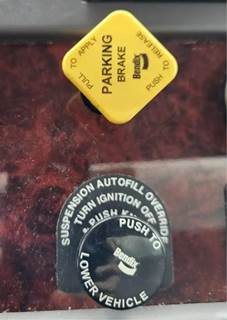 PULL TO APPLY
PARKING
BRAKE
Bendix
PUSH TO RELEASE
SUSPENSION AUTOFILL OVERRIDE
TURN IGNITION OFF
& PUSH
PUSH TO
Bendix
LOWER VEHICLE